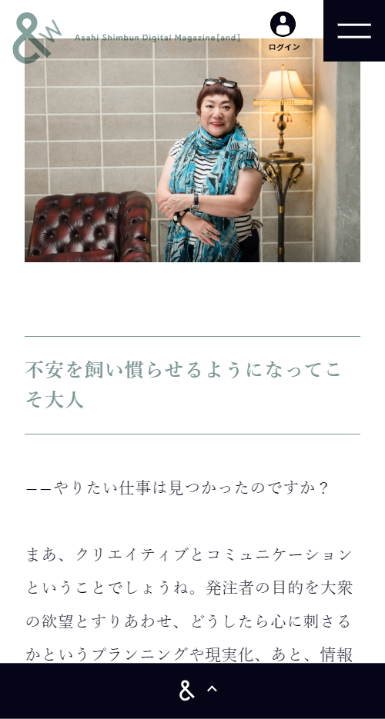 &w
Asahi Shimbun Digital Magazine[and]
ログイン
不安を飼い慣らせるようになってこ
そ大人
——やりたい仕事は見つかったのですか？
まあ、クリエイティブとコミュニケーション
ということでしょうね。発注者の目的を大衆
の欲望とすりあわせ、どうしたら心に刺さる
かというプランニングや現実化、あと、情報
&